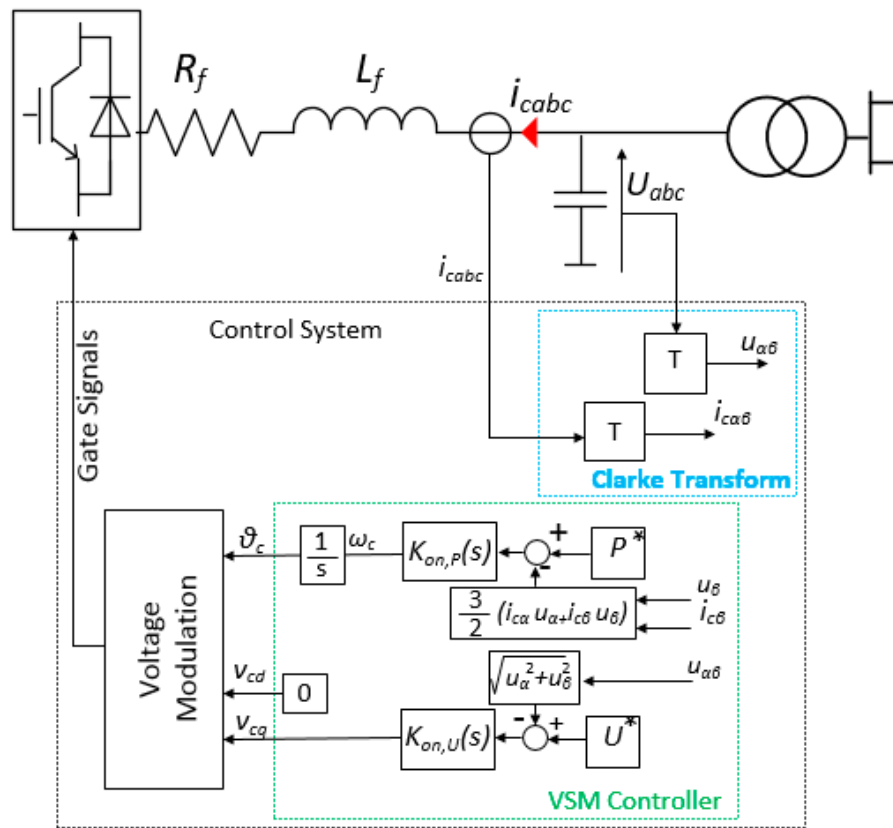 R_f
L_f
i_cabc
U_abc
i_cabc
Control System
Gate Signals
T
u_αϐ
T
i_cαϐ
Clarke Transform
Voltage Modulation
ϑ_c
1/s
ω_c
K_on,P(s)
+
-
P*
3/2 (i_cα u_α+i_cϐ u_ϐ)
u_ϐ
i_cϐ
v_cd
0
√u_α²+u_ϐ²
u_αϐ
v_cq
K_on,U(s)
-
+
U*
VSM Controller